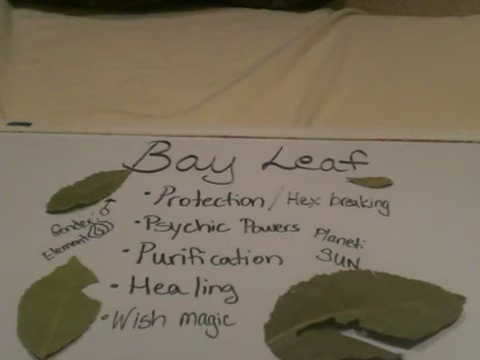 Bay Leaf
• Protection / Hex breaking
• Psychic Powers
• Purification
• Healing
• Wish magic
Gender: ♂
Element:
Planet:
SUN